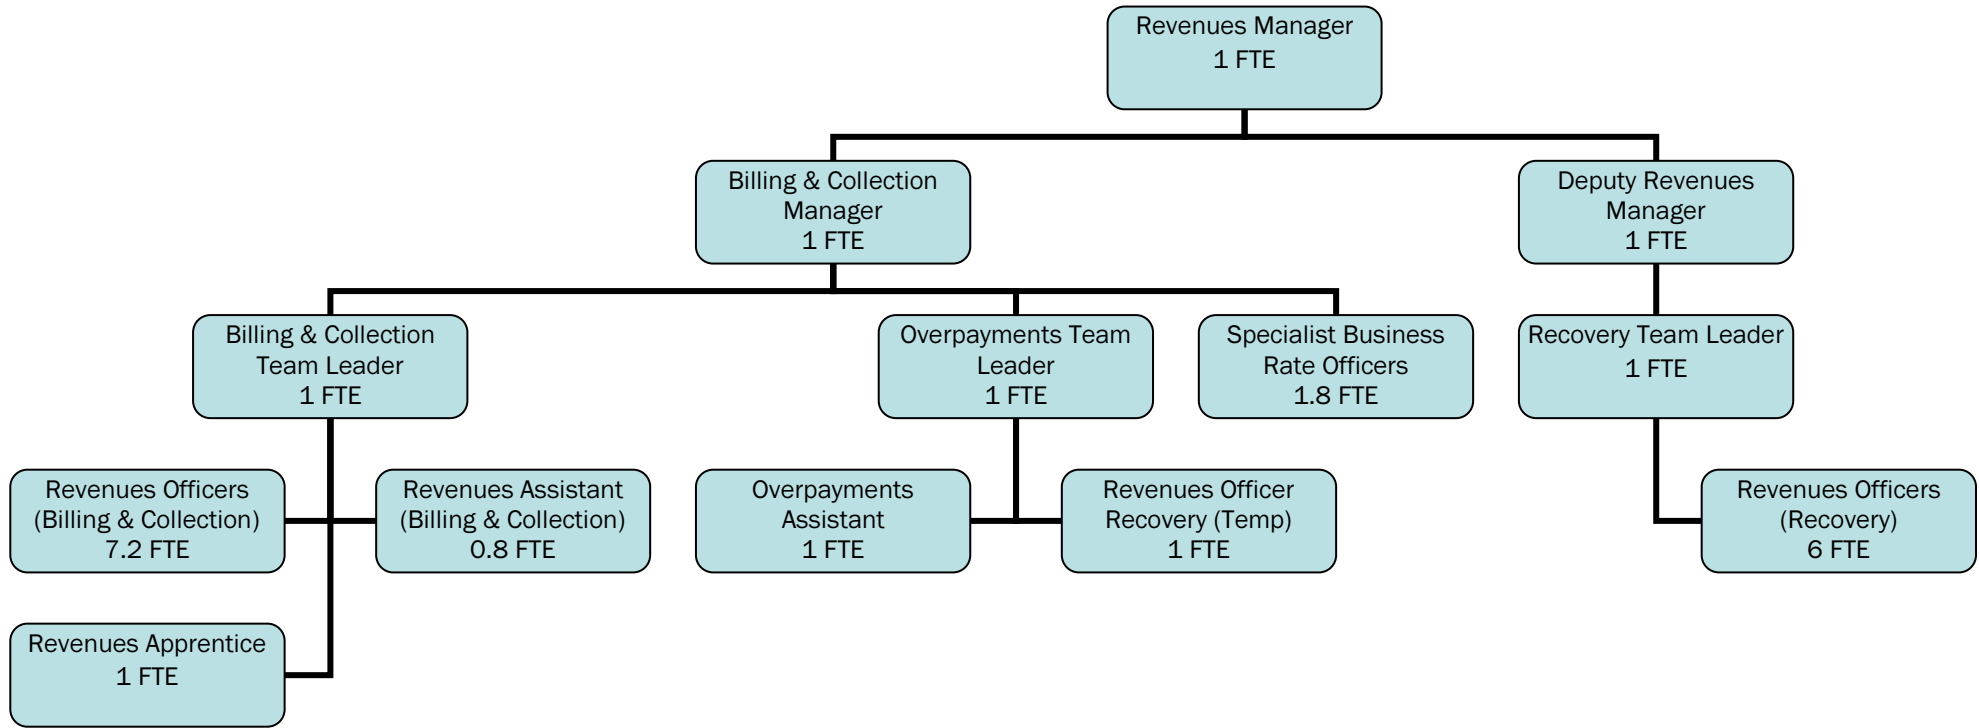 Revenues Manager
1 FTE
Billing & Collection
Manager
1 FTE
Deputy Revenues
Manager
1 FTE
Billing & Collection
Team Leader
1 FTE
Overpayments Team
Leader
1 FTE
Specialist Business
Rate Officers
1.8 FTE
Recovery Team Leader
1 FTE
Revenues Officers
(Billing & Collection)
7.2 FTE
Revenues Assistant
(Billing & Collection)
0.8 FTE
Overpayments
Assistant
1 FTE
Revenues Officer
Recovery (Temp)
1 FTE
Revenues Officers
(Recovery)
6 FTE
Revenues Apprentice
1 FTE